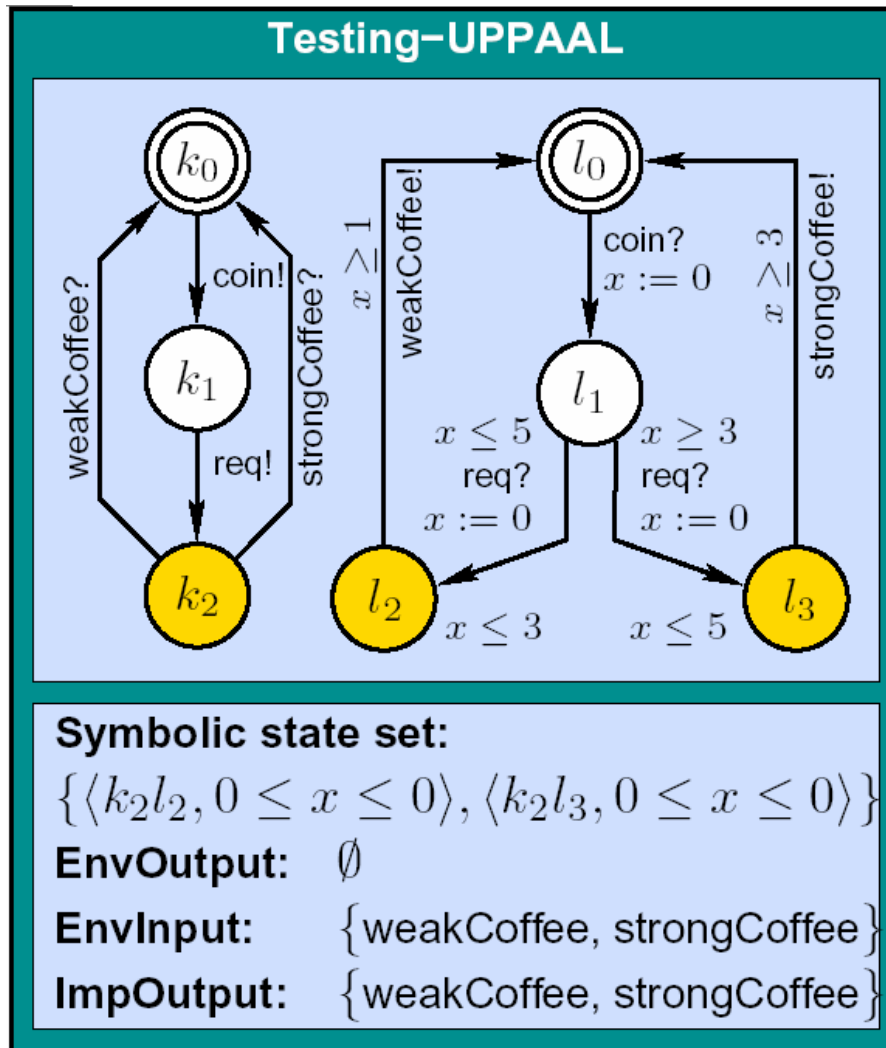 Testing−UPPAAL
k₀
coin!
k₁
req!
k₂
weakCoffee?
strongCoffee?
l₀
coin?
x := 0
l₁
x ≤ 5
req?
x := 0
x ≥ 3
req?
x := 0
l₂
x ≤ 3
l₃
x ≤ 5
x ≥ 1
weakCoffee!
x ≥ 3
strongCoffee!
Symbolic state set:
{⟨k₂l₂, 0 ≤ x ≤ 0⟩, ⟨k₂l₃, 0 ≤ x ≤ 0⟩}
EnvOutput: ∅
EnvInput: {weakCoffee, strongCoffee}
ImpOutput: {weakCoffee, strongCoffee}